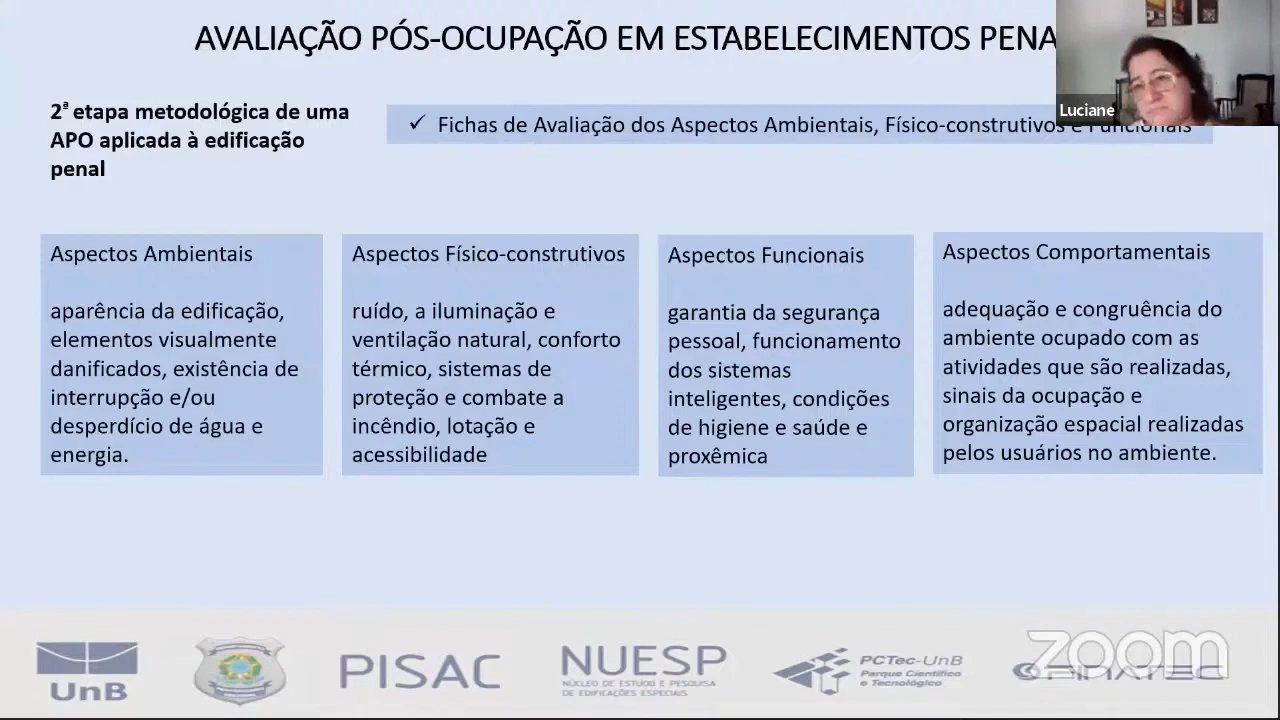 AVALIAÇÃO PÓS-OCUPAÇÃO EM ESTABELECIMENTOS PENA
Luciane
2ª etapa metodológica de uma
APO aplicada à edificação
penal
✓ Fichas de Avaliação dos Aspectos Ambientais, Físico-construtivos e Funcionais
Aspectos Ambientais
aparência da edificação,
elementos visualmente
danificados, existência de
interrupção e/ou
desperdício de água e
energia.
Aspectos Físico-construtivos
ruído, a iluminação e
ventilação natural, conforto
térmico, sistemas de
proteção e combate a
incêndio, lotação e
acessibilidade
Aspectos Funcionais
garantia da segurança
pessoal, funcionamento
dos sistemas
inteligentes, condições
de higiene e saúde e
proxêmica
Aspectos Comportamentais
adequação e congruência do
ambiente ocupado com as
atividades que são realizadas,
sinais da ocupação e
organização espacial realizadas
pelos usuários no ambiente.
UnB
PISAC
NUESP
NÚCLEO DE ESTUDO E PESQUISA
DE EDIFICAÇÕES ESPECIAIS
PCTec-UnB
Parque Científico
e Tecnológico
FINATEC
zoom